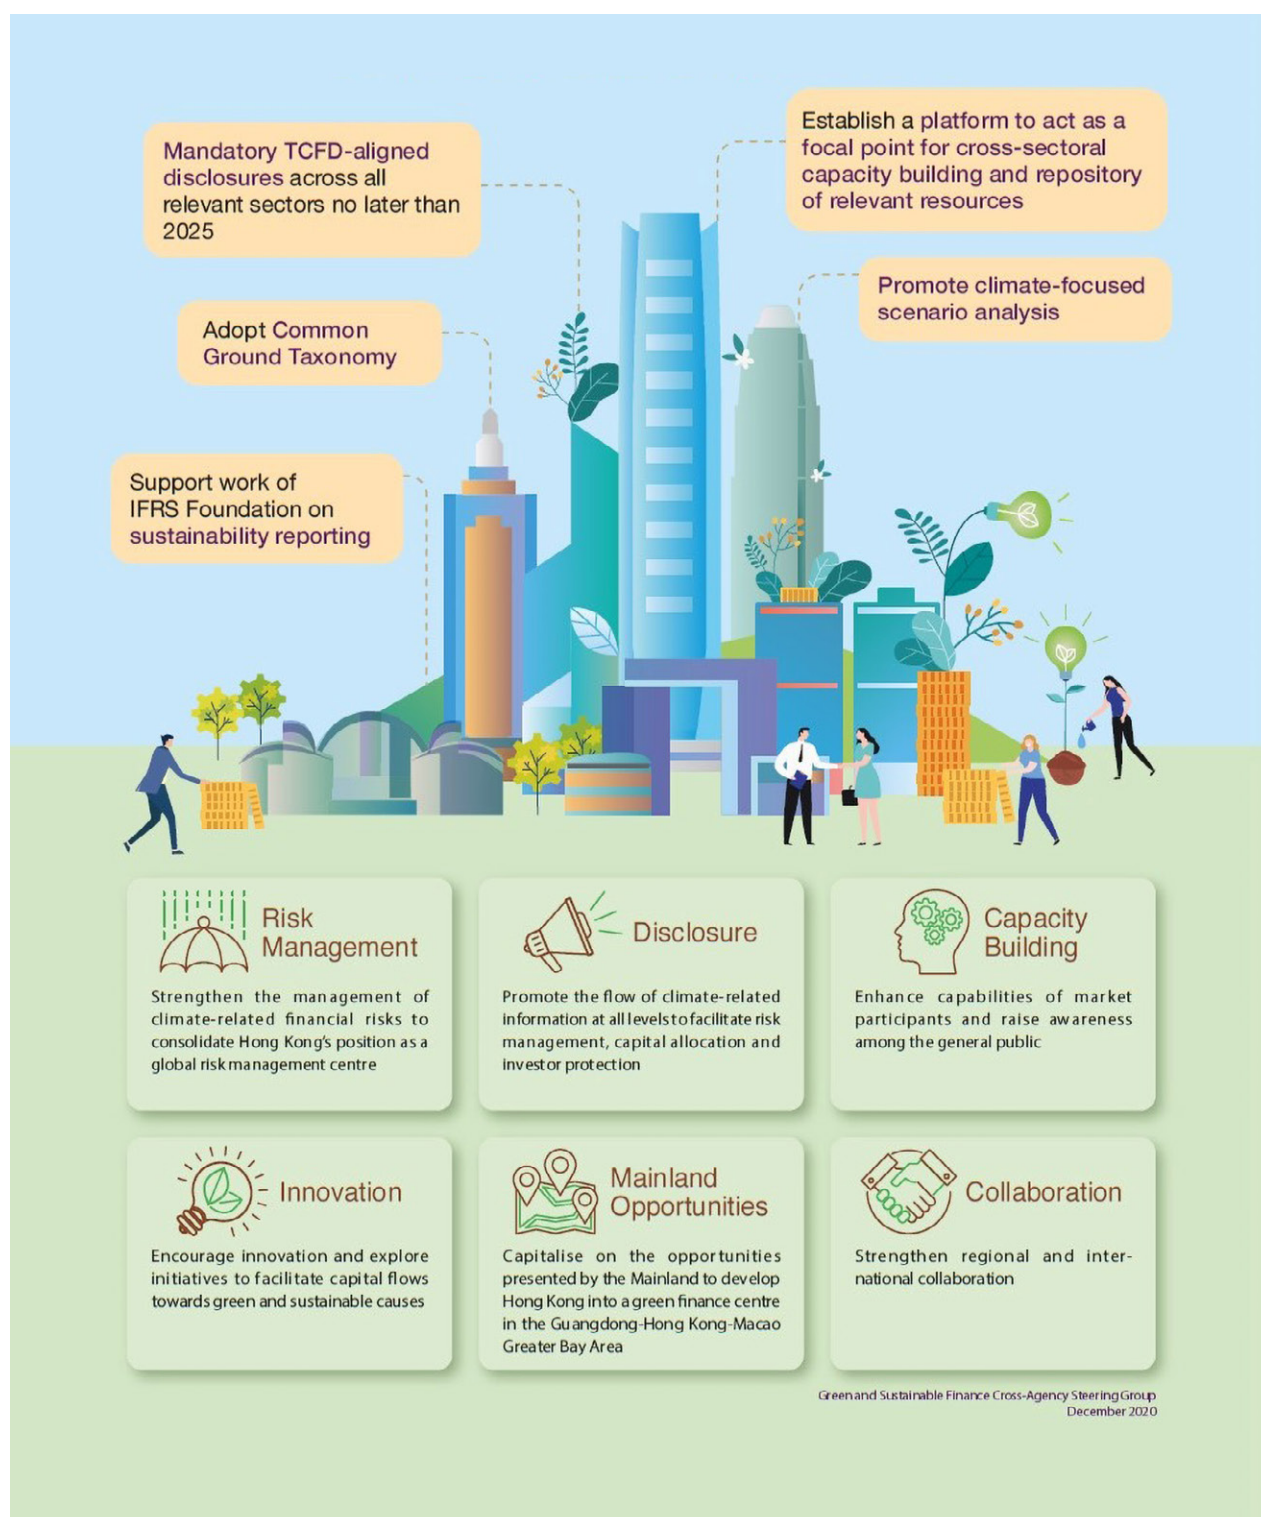 Mandatory TCFD-aligned
disclosures across all
relevant sectors no later than
2025
Establish a platform to act as a
focal point for cross-sectoral
capacity building and repository
of relevant resources
Promote climate-focused
scenario analysis
Adopt Common
Ground Taxonomy
Support work of
IFRS Foundation on
sustainability reporting
Risk
Management
Strengthen the management of
climate-related financial risks to
consolidate Hong Kong's position as a
global risk management centre
Disclosure
Promote the flow of climate-related
information at all levels to facilitate risk
management, capital allocation and
investor protection
Capacity
Building
Enhance capabilities of market
participants and raise awareness
among the general public
Innovation
Encourage innovation and explore
initiatives to facilitate capital flows
towards green and sustainable causes
Mainland
Opportunities
Capitalise on the opportunities
presented by the Mainland to develop
Hong Kong into a green finance centre
in the Guangdong-Hong Kong-Macao
Greater Bay Area
Collaboration
Strengthen regional and inter-
national collaboration
Green and Sustainable Finance Cross-Agency Steering Group
December 2020